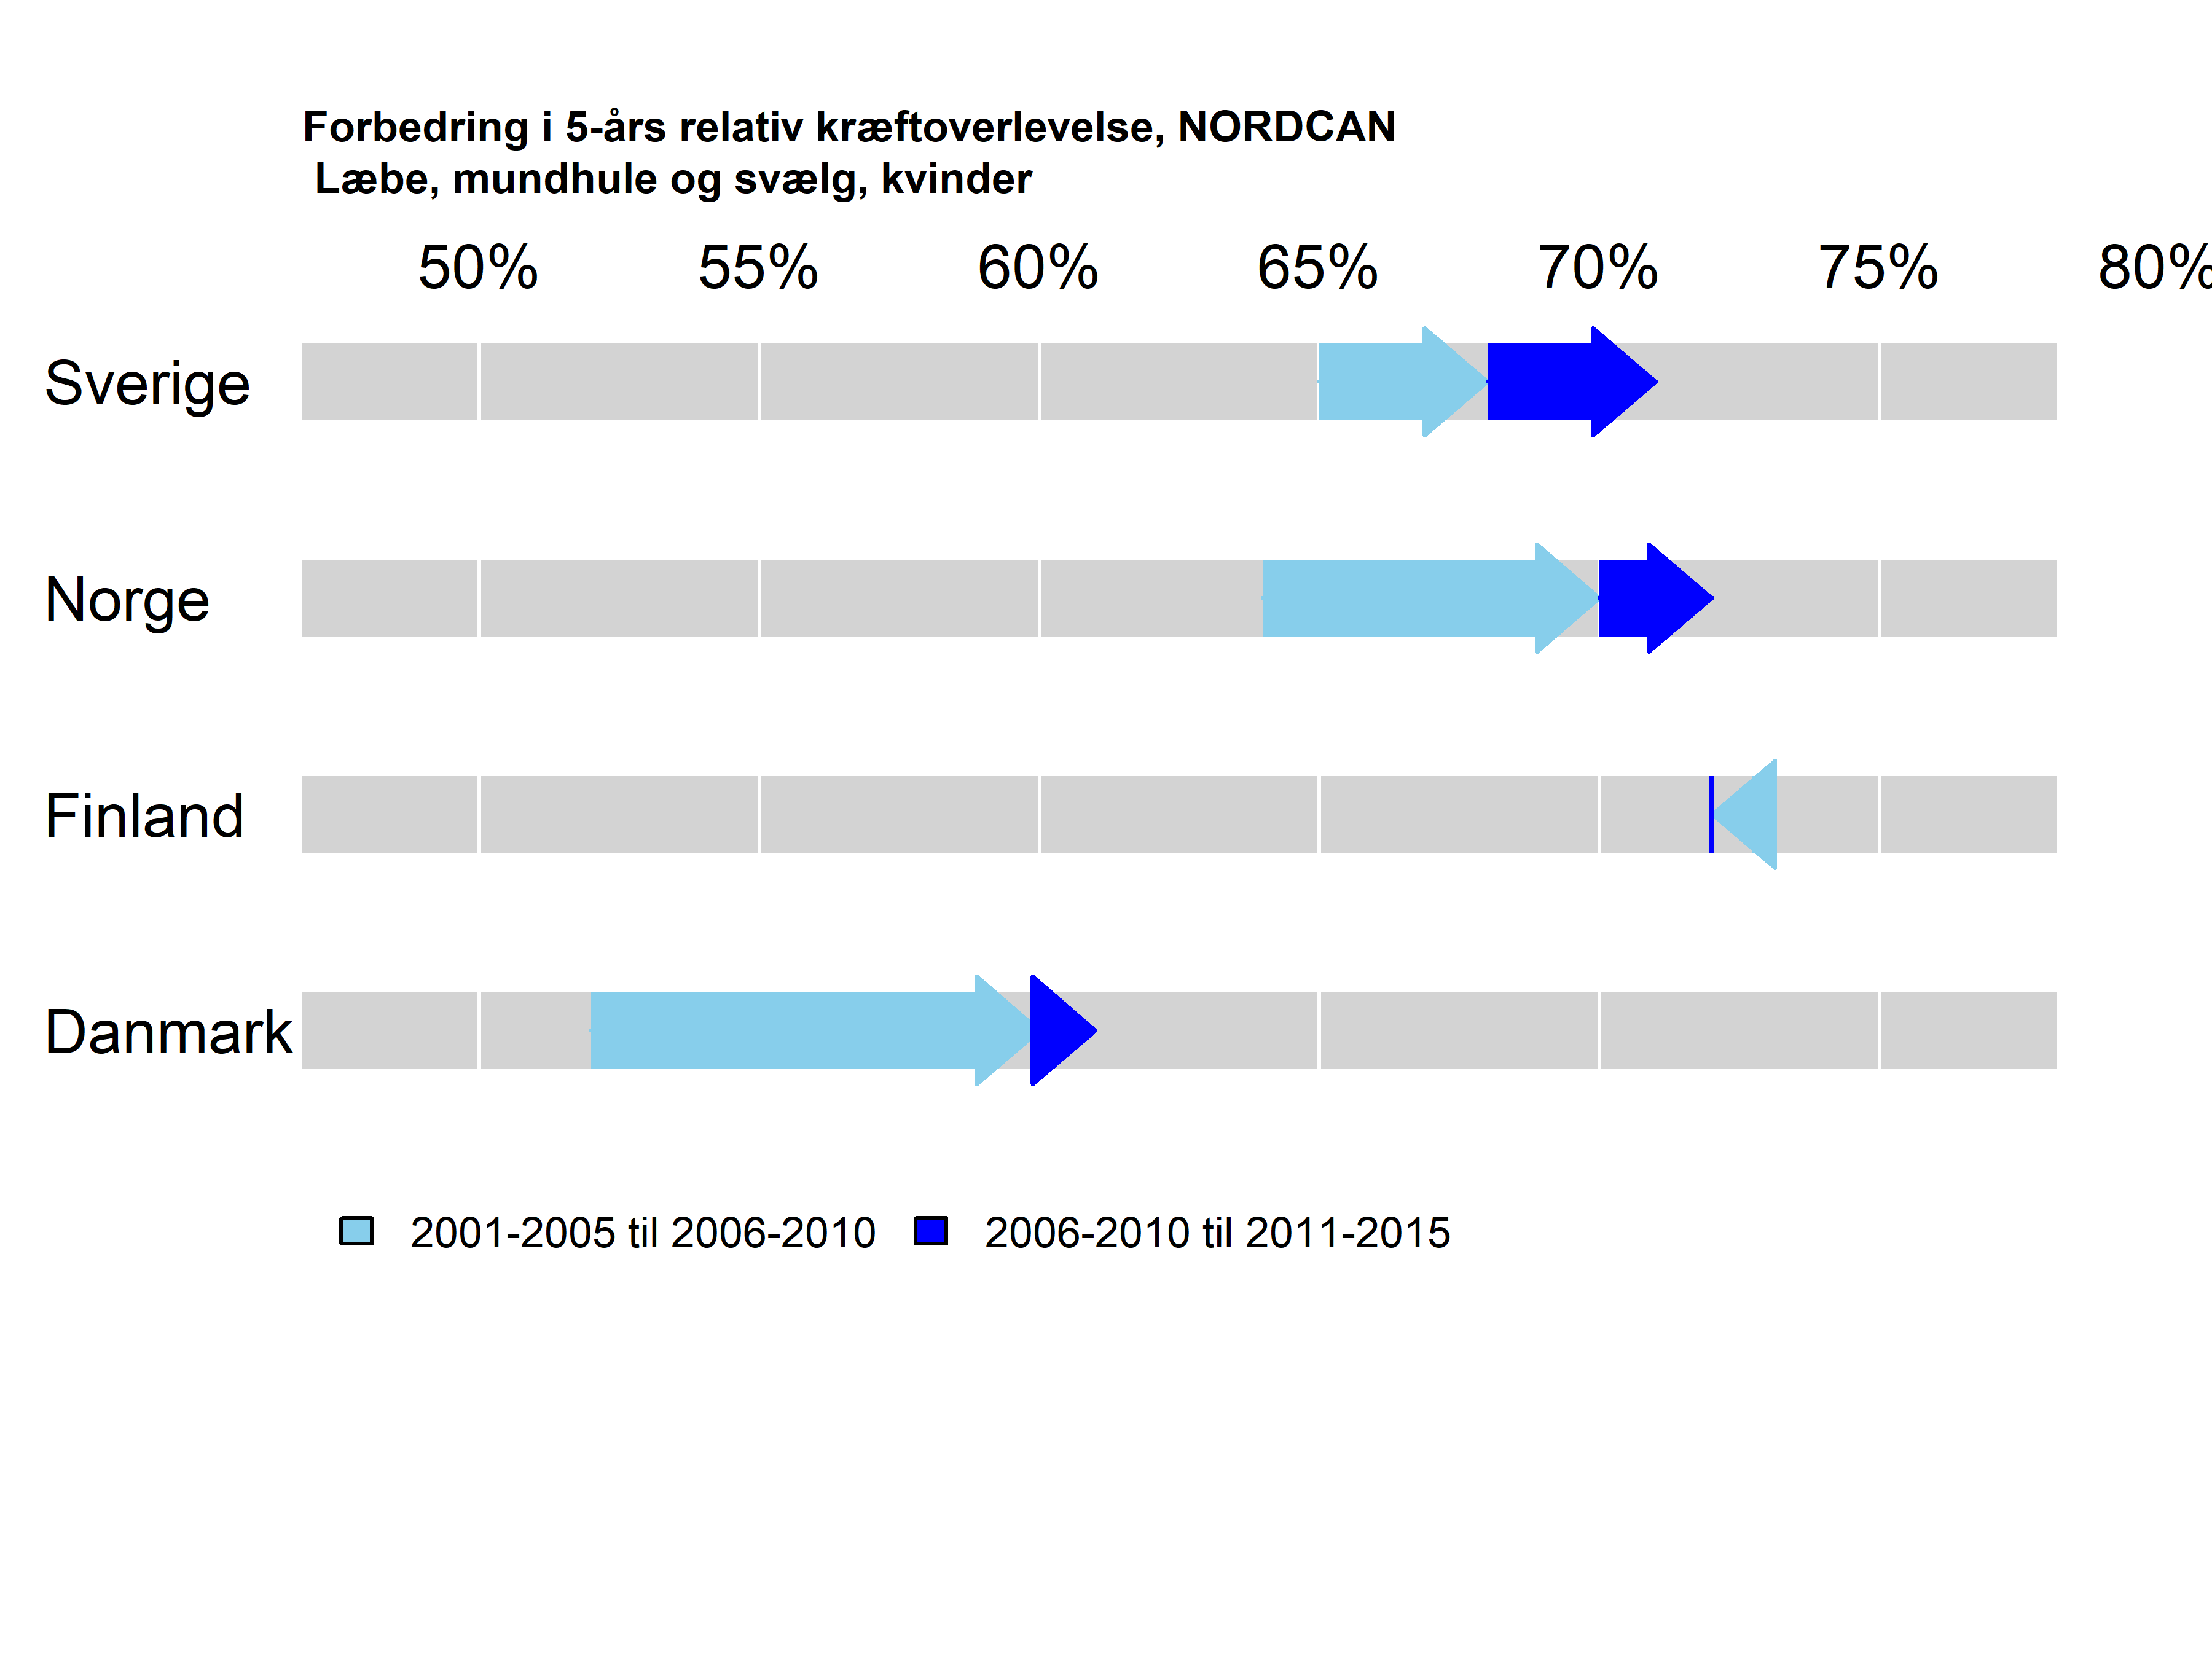 Forbedring i 5-års relativ kræftoverlevelse, NORDCAN
Læbe, mundhule og svælg, kvinder
50% 55% 60% 65% 70% 75% 80%
Sverige
Norge
Finland
Danmark
2001-2005 til 2006-2010 2006-2010 til 2011-2015